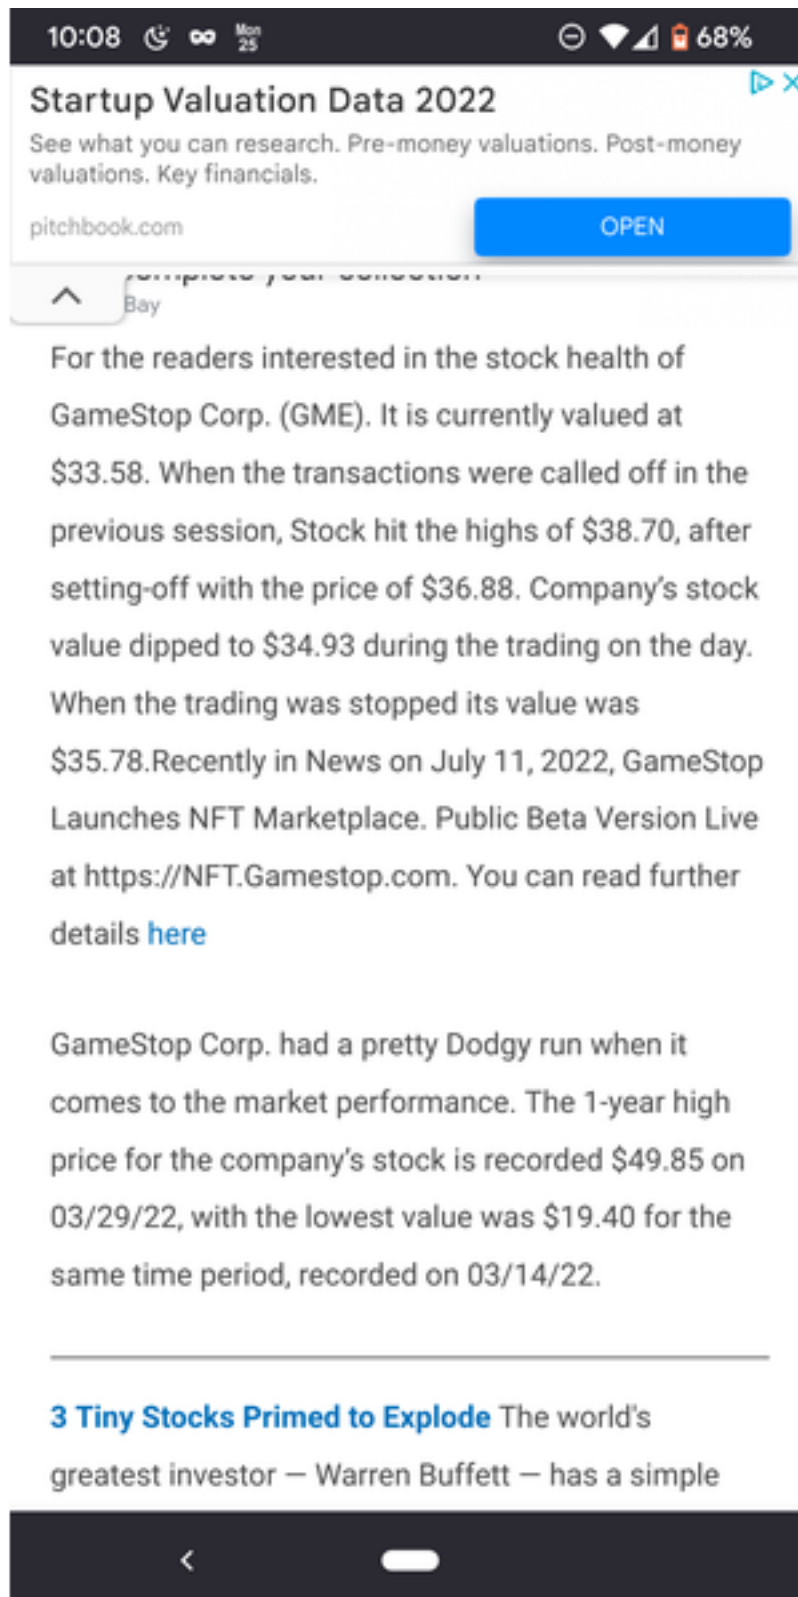 10:08 Mon 25 68%
Startup Valuation Data 2022
See what you can research. Pre-money valuations. Post-money
valuations. Key financials.
pitchbook.com OPEN
complete your collection
Bay
For the readers interested in the stock health of
GameStop Corp. (GME). It is currently valued at
$33.58. When the transactions were called off in the
previous session, Stock hit the highs of $38.70, after
setting-off with the price of $36.88. Company's stock
value dipped to $34.93 during the trading on the day.
When the trading was stopped its value was
$35.78.Recently in News on July 11, 2022, GameStop
Launches NFT Marketplace. Public Beta Version Live
at https://NFT.Gamestop.com. You can read further
details here
GameStop Corp. had a pretty Dodgy run when it
comes to the market performance. The 1-year high
price for the company's stock is recorded $49.85 on
03/29/22, with the lowest value was $19.40 for the
same time period, recorded on 03/14/22.
3 Tiny Stocks Primed to Explode The world's
greatest investor — Warren Buffett — has a simple